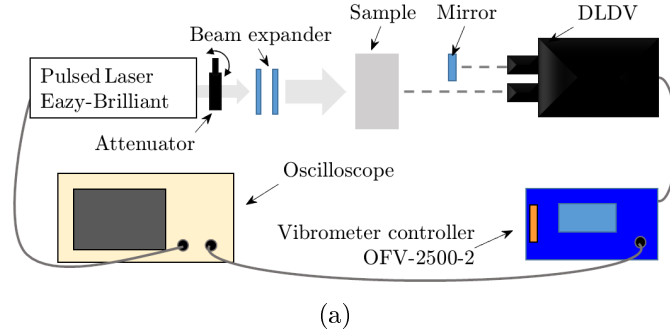 Sample
Mirror
DLDV
Beam expander
Pulsed Laser
Eazy-Brilliant
Attenuator
Oscilloscope
Vibrometer controller
OFV-2500-2
(a)